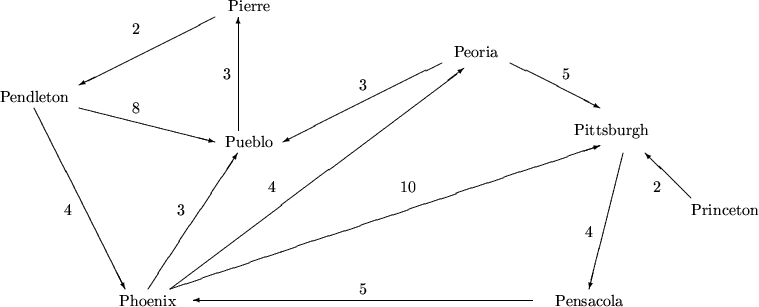 Pierre
2
Peoria
3
5
3
Pendleton
8
Pueblo
Pittsburgh
4
10
2
4
3
Princeton
4
5
Phoenix
Pensacola